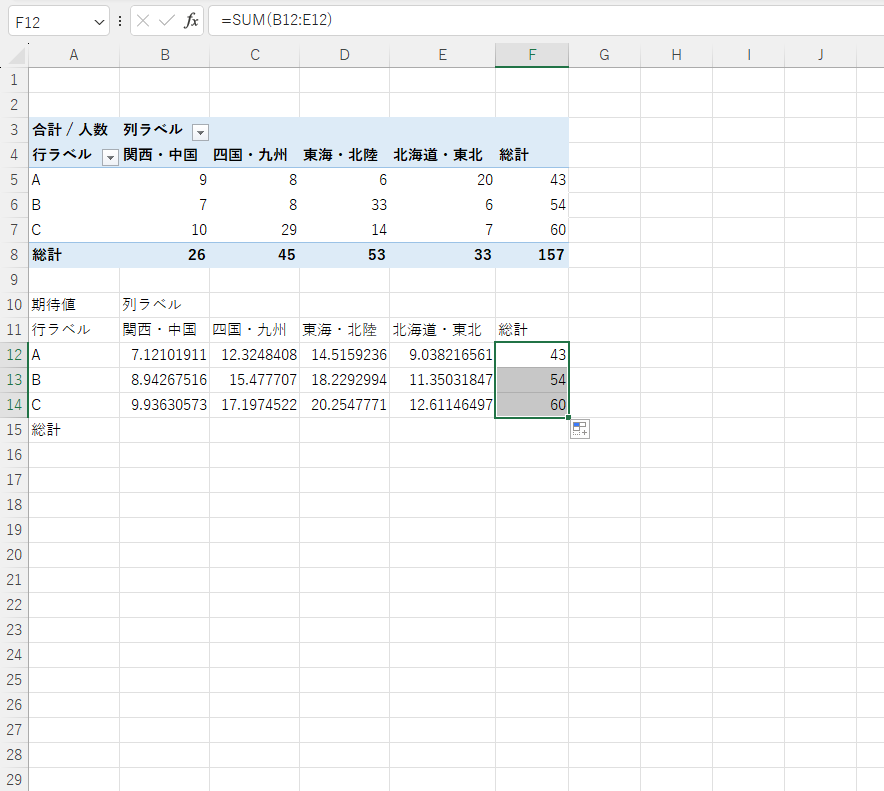 F12 fx =SUM(B12:E12)
A B C D E F G H I J
1
2
3 合計 / 人数 列ラベル
4 行ラベル 関西・中国 四国・九州 東海・北陸 北海道・東北 総計
5 A 9 8 6 20 43
6 B 7 8 33 6 54
7 C 10 29 14 7 60
8 総計 26 45 53 33 157
9
10 期待値 列ラベル
11 行ラベル 関西・中国 四国・九州 東海・北陸 北海道・東北 総計
12 A 7.12101911 12.3248408 14.5159236 9.038216561 43
13 B 8.94267516 15.477707 18.2292994 11.35031847 54
14 C 9.93630573 17.1974522 20.2547771 12.61146497 60
15 総計
16
17
18
19
20
21
22
23
24
25
26
27
28
29